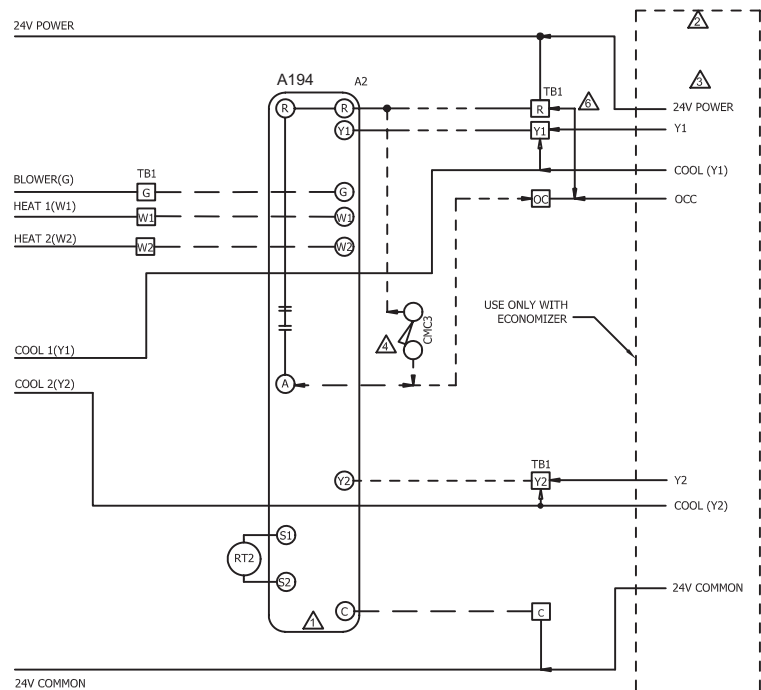 24V POWER
2
A194
A2
3
R
R
TB1
R
6
24V POWER
Y1
Y1
Y1
COOL (Y1)
BLOWER(G)
TB1
G
G
OC
OCC
HEAT 1(W1)
W1
W1
HEAT 2(W2)
W2
W2
USE ONLY WITH
ECONOMIZER
CMC3
4
COOL 1(Y1)
COOL 2(Y2)
A
TB1
Y2
Y2
Y2
COOL (Y2)
S1
RT2
S2
24V COMMON
1
C
C
24V COMMON